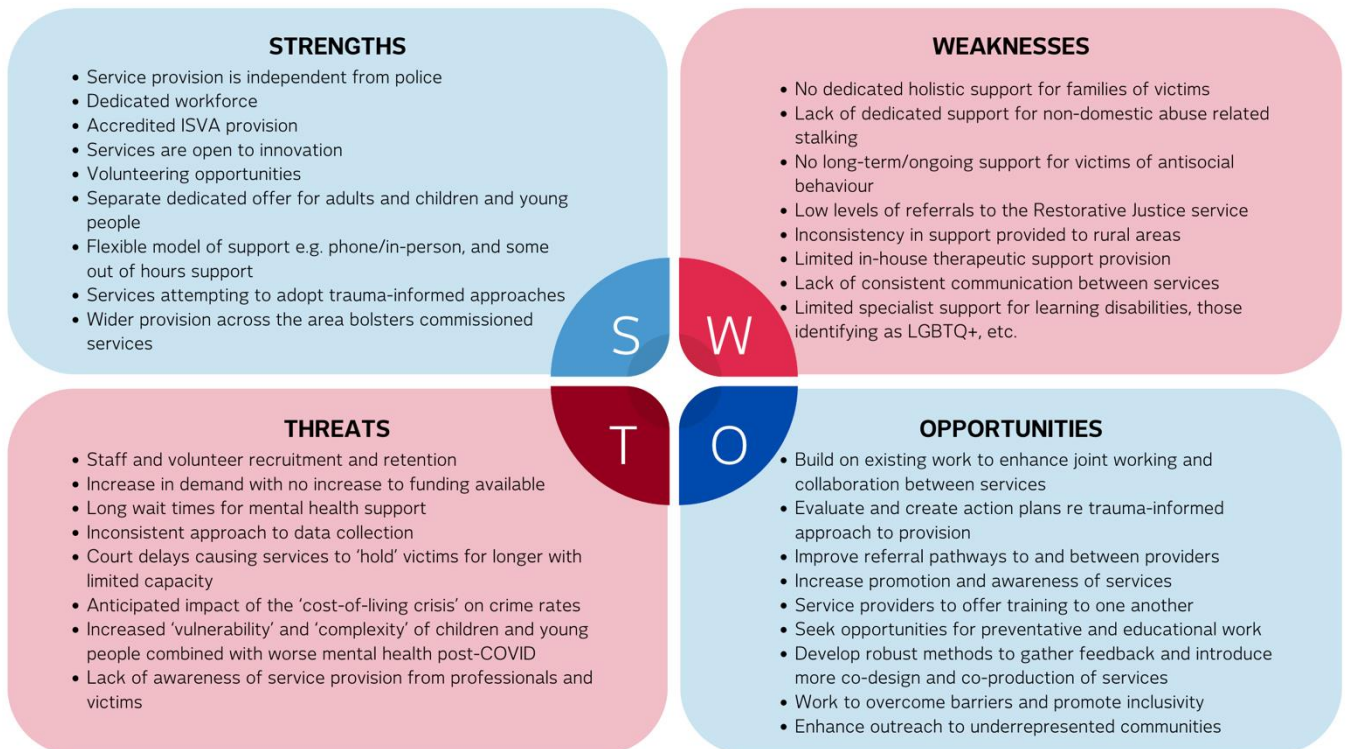 STRENGTHS
• Service provision is independent from police
• Dedicated workforce
• Accredited ISVA provision
• Services are open to innovation
• Volunteering opportunities
• Separate dedicated offer for adults and children and young
people
• Flexible model of support e.g. phone/in-person, and some
out of hours support
• Services attempting to adopt trauma-informed approaches
• Wider provision across the area bolsters commissioned
services
WEAKNESSES
• No dedicated holistic support for families of victims
• Lack of dedicated support for non-domestic abuse related
stalking
• No long-term/ongoing support for victims of antisocial
behaviour
• Low levels of referrals to the Restorative Justice service
• Inconsistency in support provided to rural areas
• Limited in-house therapeutic support provision
• Lack of consistent communication between services
• Limited specialist support for learning disabilities, those
identifying as LGBTQ+, etc.
S
W
T
O
THREATS
• Staff and volunteer recruitment and retention
• Increase in demand with no increase to funding available
• Long wait times for mental health support
• Inconsistent approach to data collection
• Court delays causing services to ‘hold’ victims for longer with
limited capacity
• Anticipated impact of the ‘cost-of-living crisis’ on crime rates
• Increased ‘vulnerability’ and ‘complexity’ of children and young
people combined with worse mental health post-COVID
• Lack of awareness of service provision from professionals and
victims
OPPORTUNITIES
• Build on existing work to enhance joint working and
collaboration between services
• Evaluate and create action plans re trauma-informed
approach to provision
• Improve referral pathways to and between providers
• Increase promotion and awareness of services
• Service providers to offer training to one another
• Seek opportunities for preventative and educational work
• Develop robust methods to gather feedback and introduce
more co-design and co-production of services
• Work to overcome barriers and promote inclusivity
• Enhance outreach to underrepresented communities